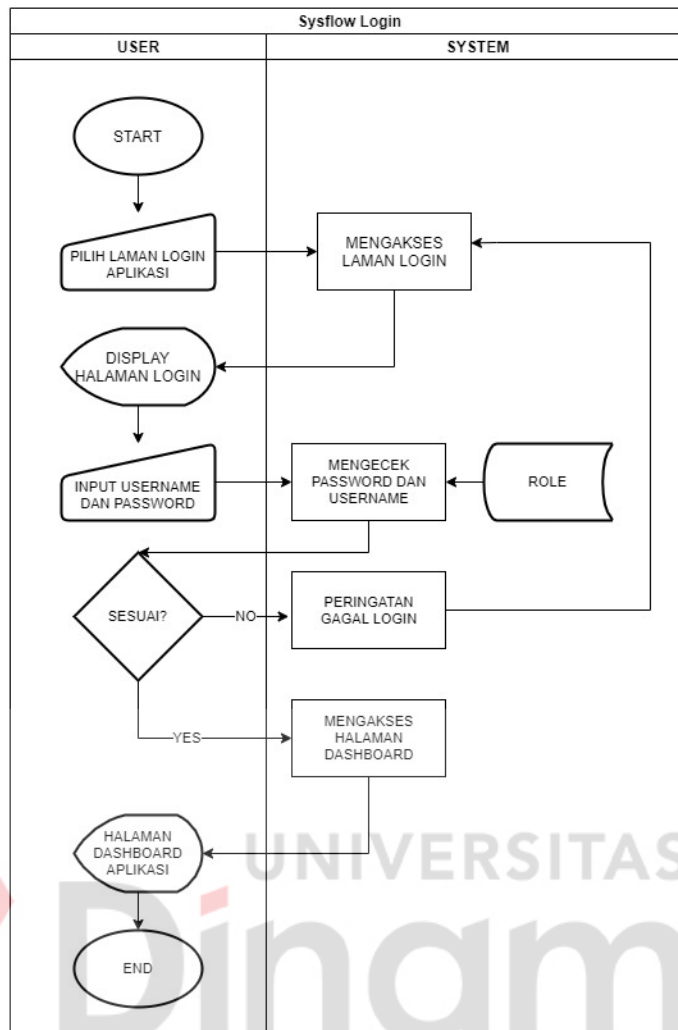 Sysflow Login
USER
SYSTEM
START
PILIH LAMAN LOGIN
APLIKASI
MENGAKSES
LAMAN LOGIN
DISPLAY
HALAMAN LOGIN
INPUT USERNAME
DAN PASSWORD
MENGECEK
PASSWORD DAN
USERNAME
ROLE
SESUAI?
NO
PERINGATAN
GAGAL LOGIN
YES
MENGAKSES
HALAMAN
DASHBOARD
HALAMAN
DASHBOARD
APLIKASI
END
UNIVERSITAS
Dinam